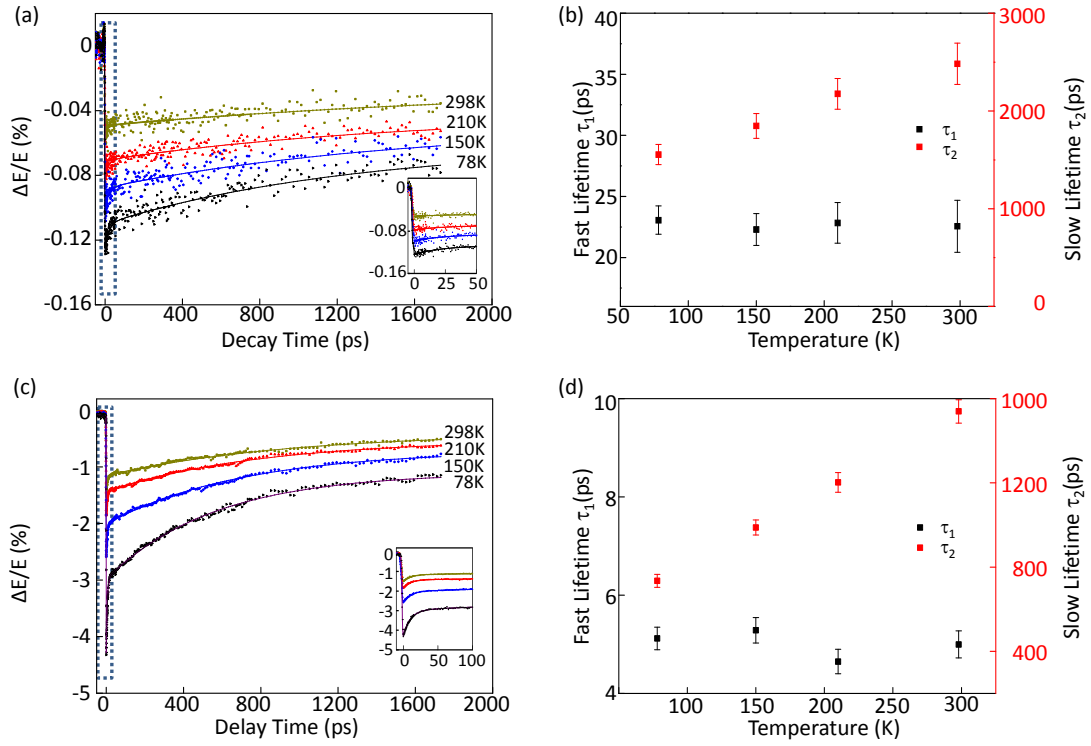 (a)
0
-0.04
-0.08
-0.12
-0.16
ΔE/E (%)
298K
210K
150K
78K
0
-0.08
-0.16
0
25
50
0 400 800 1200 1600 2000
Decay Time (ps)
(b)
40
35
30
25
20
Fast Lifetime τ1(ps)
τ1
τ2
3000
2000
1000
0
Slow Lifetime τ2(ps)
50 100 150 200 250 300
Temperature (K)
(c)
0
-1
-2
-3
-4
-5
ΔE/E (%)
298K
210K
150K
78K
0
-1
-2
-3
-4
-5
0 50 100
0 400 800 1200 1600 2000
Delay Time (ps)
(d)
10
8
6
4
Fast Lifetime τ1(ps)
τ1
τ2
1000
1200
800
400
Slow Lifetime τ2(ps)
100 150 200 250 300
Temperature (K)